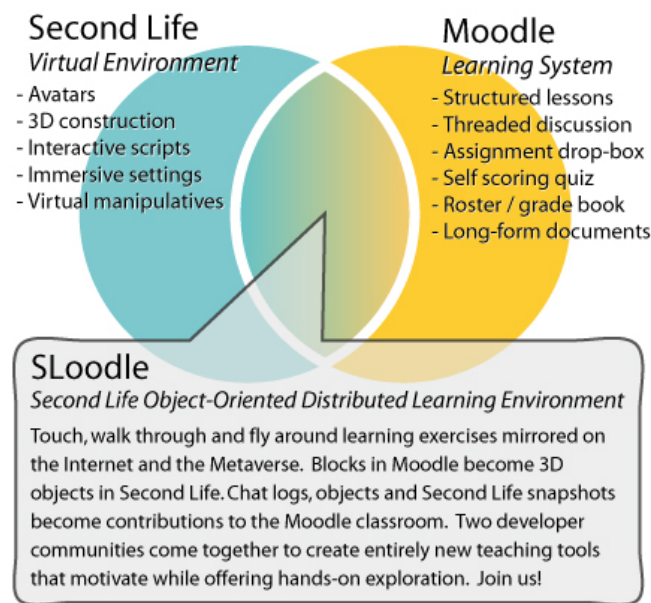 Second Life
Virtual Environment
- Avatars
- 3D construction
- Interactive scripts
- Immersive settings
- Virtual manipulatives
Moodle
Learning System
- Structured lessons
- Threaded discussion
- Assignment drop-box
- Self scoring quiz
- Roster / grade book
- Long-form documents
SLoodle
Second Life Object-Oriented Distributed Learning Environment
Touch, walk through and fly around learning exercises mirrored on
the Internet and the Metaverse. Blocks in Moodle become 3D
objects in Second Life. Chat logs, objects and Second Life snapshots
become contributions to the Moodle classroom. Two developer
communities come together to create entirely new teaching tools
that motivate while offering hands-on exploration. Join us!